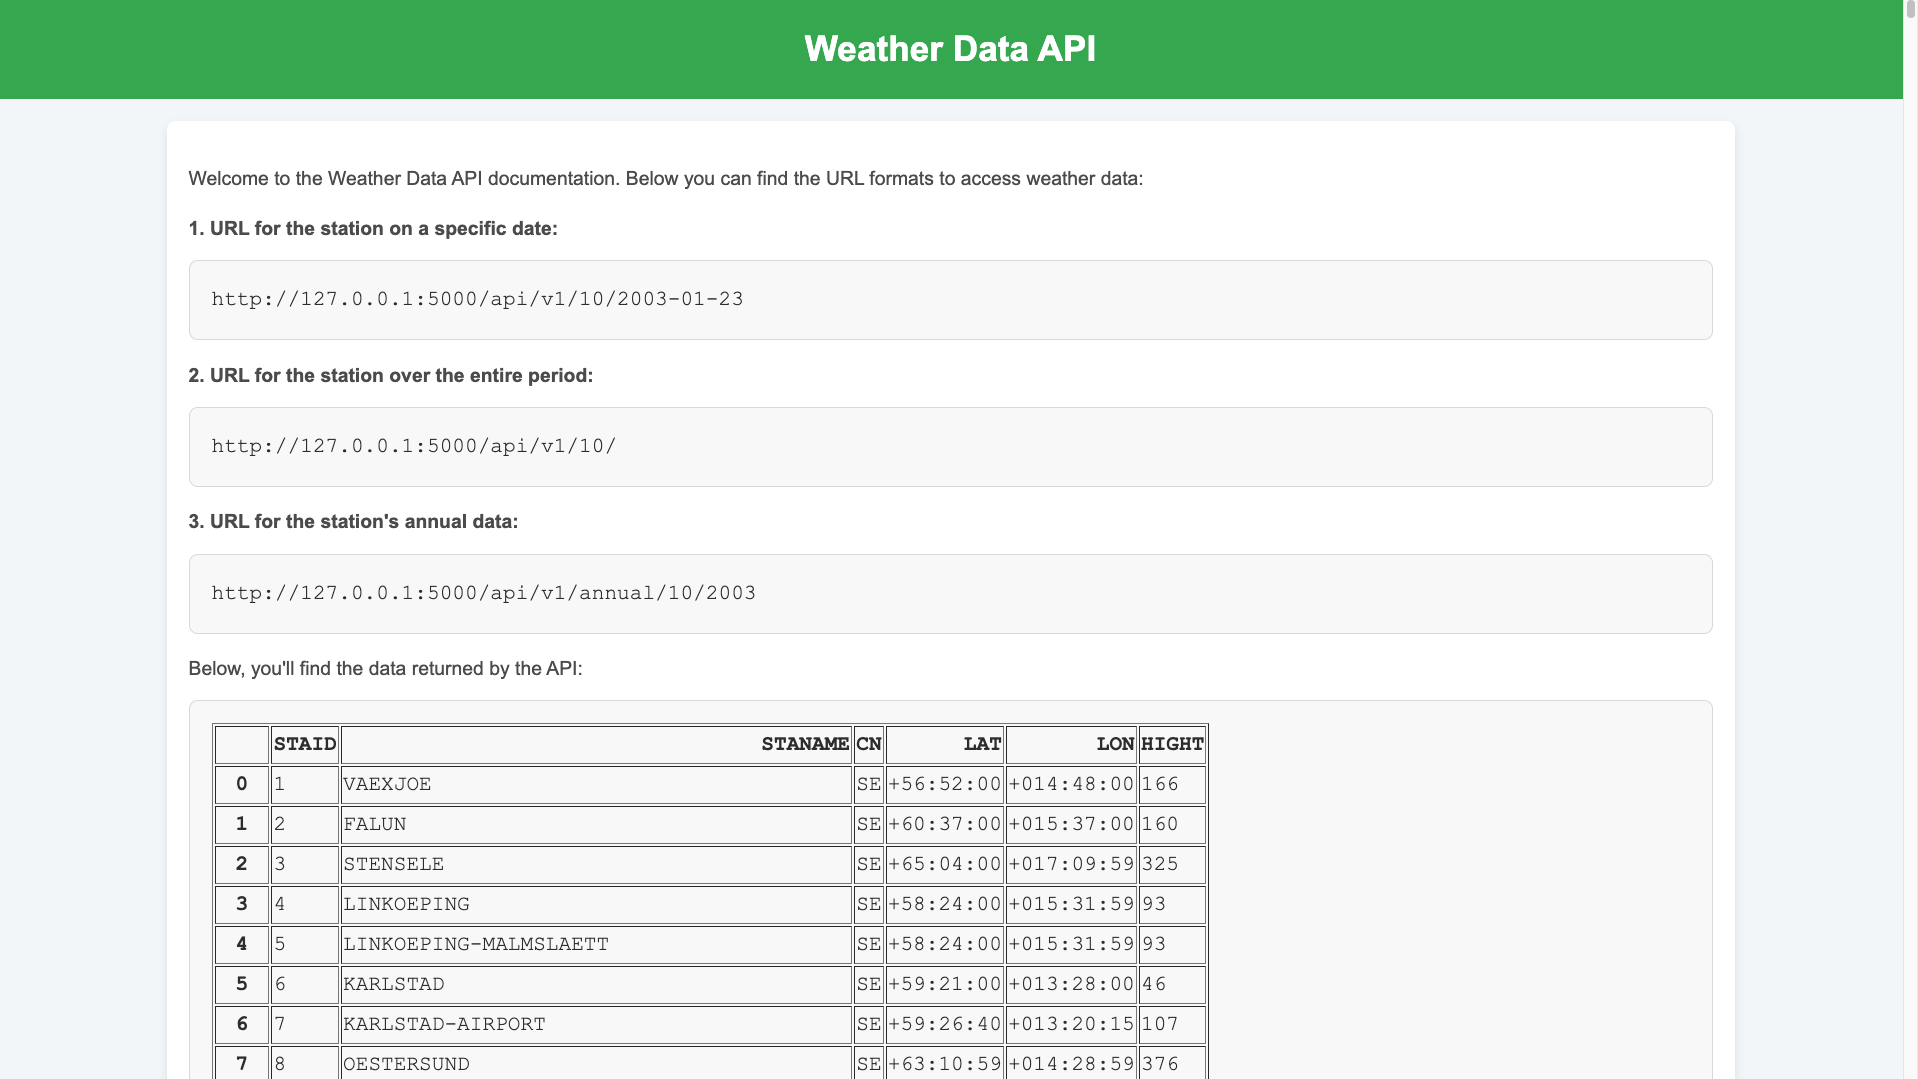 Weather Data API
Welcome to the Weather Data API documentation. Below you can find the URL formats to access weather data:
1. URL for the station on a specific date:
http://127.0.0.1:5000/api/v1/10/2003-01-23
2. URL for the station over the entire period:
http://127.0.0.1:5000/api/v1/10/
3. URL for the station's annual data:
http://127.0.0.1:5000/api/v1/annual/10/2003
Below, you'll find the data returned by the API:
STAID STANAME CN LAT LON HIGHT
0 1 VAEXJOE SE +56:52:00 +014:48:00 166
1 2 FALUN SE +60:37:00 +015:37:00 160
2 3 STENSELE SE +65:04:00 +017:09:59 325
3 4 LINKOEPING SE +58:24:00 +015:31:59 93
4 5 LINKOEPING-MALMSLAETT SE +58:24:00 +015:31:59 93
5 6 KARLSTAD SE +59:21:00 +013:28:00 46
6 7 KARLSTAD-AIRPORT SE +59:26:40 +013:20:15 107
7 8 OESTERSUND SE +63:10:59 +014:28:59 376